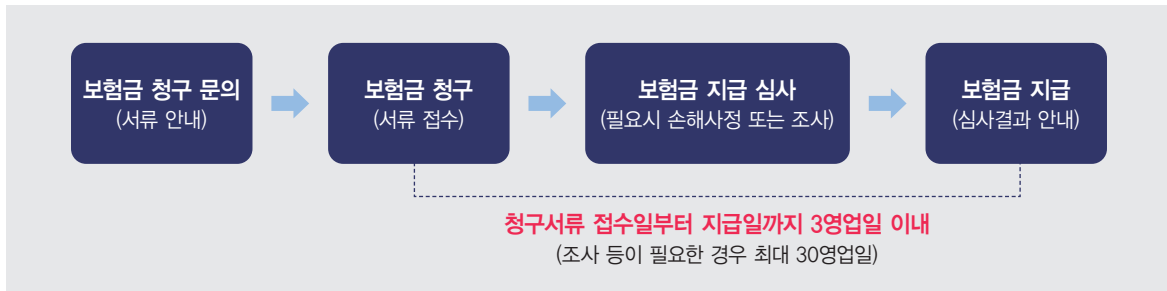 보험금 청구 문의
(서류 안내)
보험금 청구
(서류 접수)
보험금 지급 심사
(필요시 손해사정 또는 조사)
보험금 지급
(심사결과 안내)
청구서류 접수일부터 지급일까지 3영업일 이내
(조사 등이 필요한 경우 최대 30영업일)